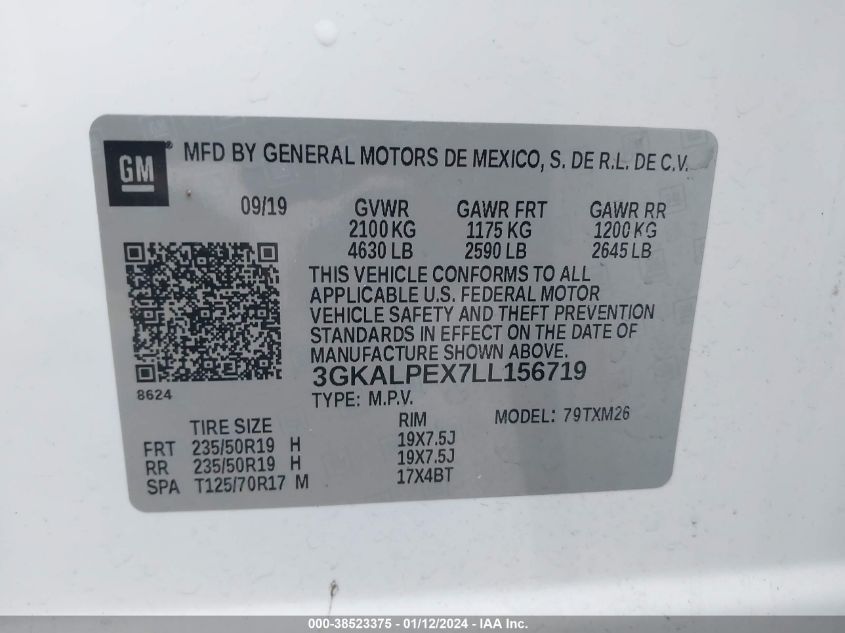 GM MFD BY GENERAL MOTORS DE MEXICO, S. DE R.L. DE C.V.
09/19 GVWR GAWR FRT GAWR RR
2100 KG 1175 KG 1200 KG
4630 LB 2590 LB 2645 LB
THIS VEHICLE CONFORMS TO ALL
APPLICABLE U.S. FEDERAL MOTOR
VEHICLE SAFETY AND THEFT PREVENTION
STANDARDS IN EFFECT ON THE DATE OF
MANUFACTURE SHOWN ABOVE.
3GKALPEX7LL156719
8624 TYPE: M.P.V. MODEL: 79TXM26
TIRE SIZE RIM
FRT 235/50R19 H 19X7.5J
RR 235/50R19 H 19X7.5J
SPA T125/70R17 M 17X4BT
000-38523375 - 01/12/2024 - IAA Inc.